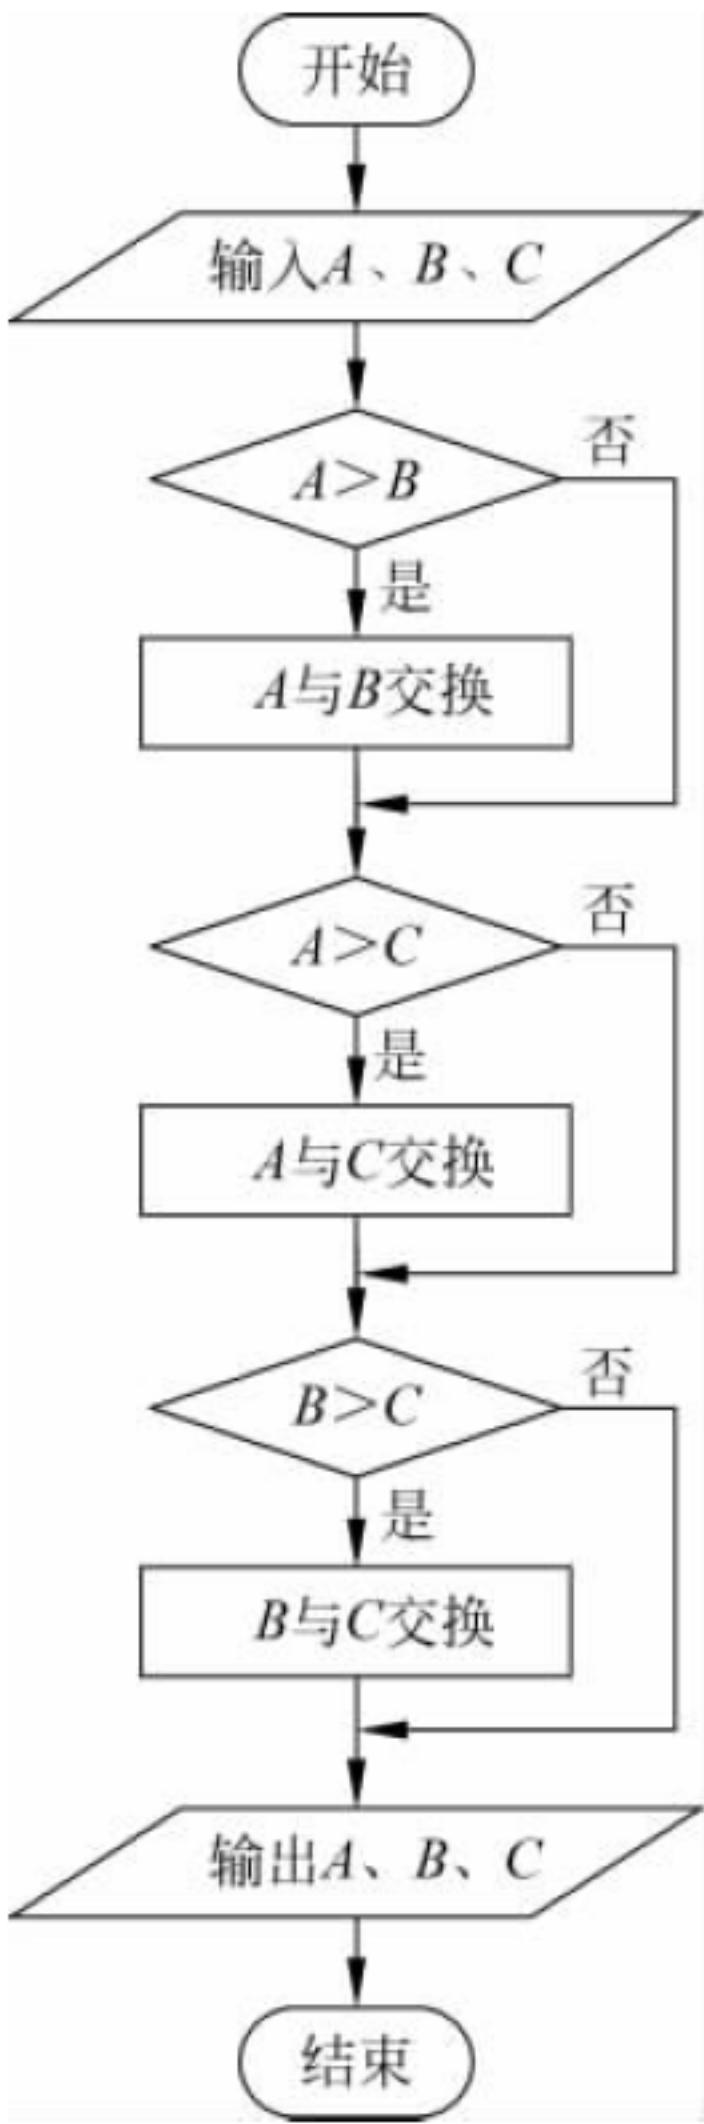 开始
输入A、B、C
A>B
否
是
A与B交换
A>C
否
是
A与C交换
B>C
否
是
B与C交换
输出A、B、C
结束